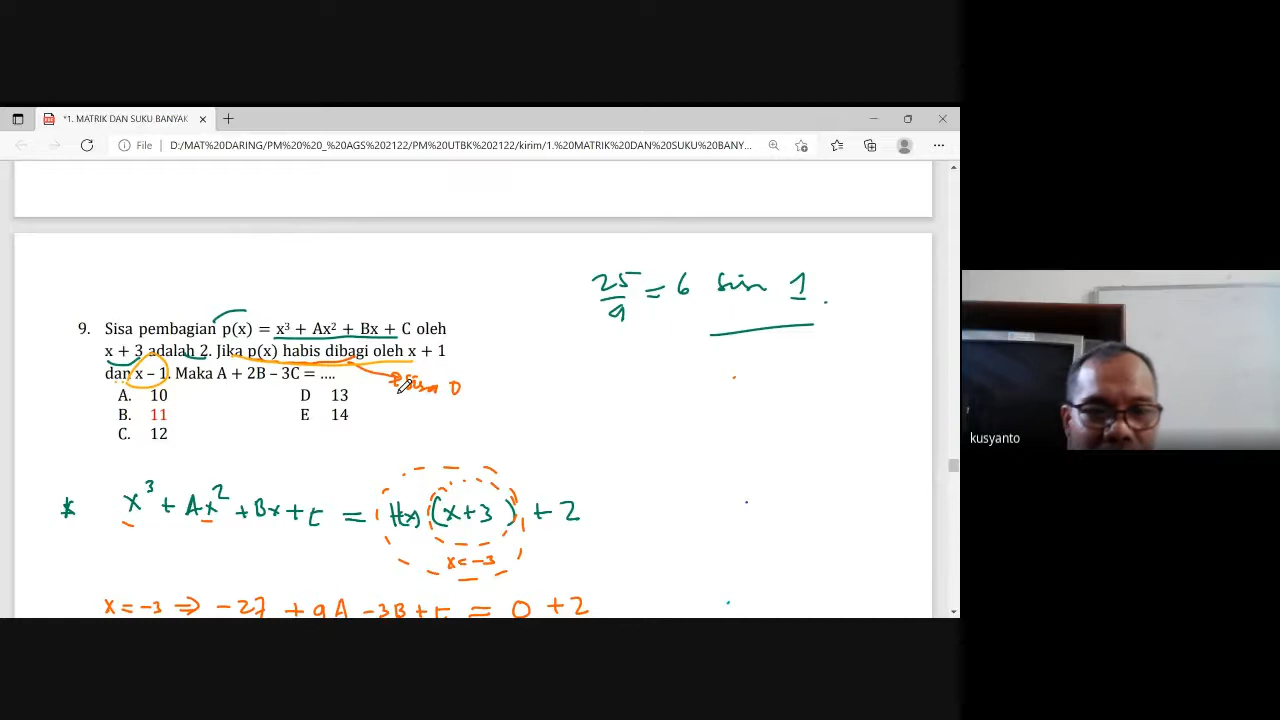 *1. MATRIK DAN SUKU BANYAK
File D:/MAT%20DARING/PM%20%20_%20AGS%202122/PM%20UTBK%202122/kirim/1.%20MATRIK%20DAN%20SUKU%20BANY...
25/9 = 6 sisa 1.
9. Sisa pembagian p(x) = x³ + Ax² + Bx + C oleh
x + 3 adalah 2. Jika p(x) habis dibagi oleh x + 1
dan x – 1. Maka A + 2B – 3C = ....
sisa 0
A. 10 D 13
B. 11 E 14
C. 12
kusyanto
* x³ + Ax² + Bx + C = H(x) (x+3) + 2
x = -3
x = -3 ⇒ -27 + 9A - 3B + C = 0 + 2